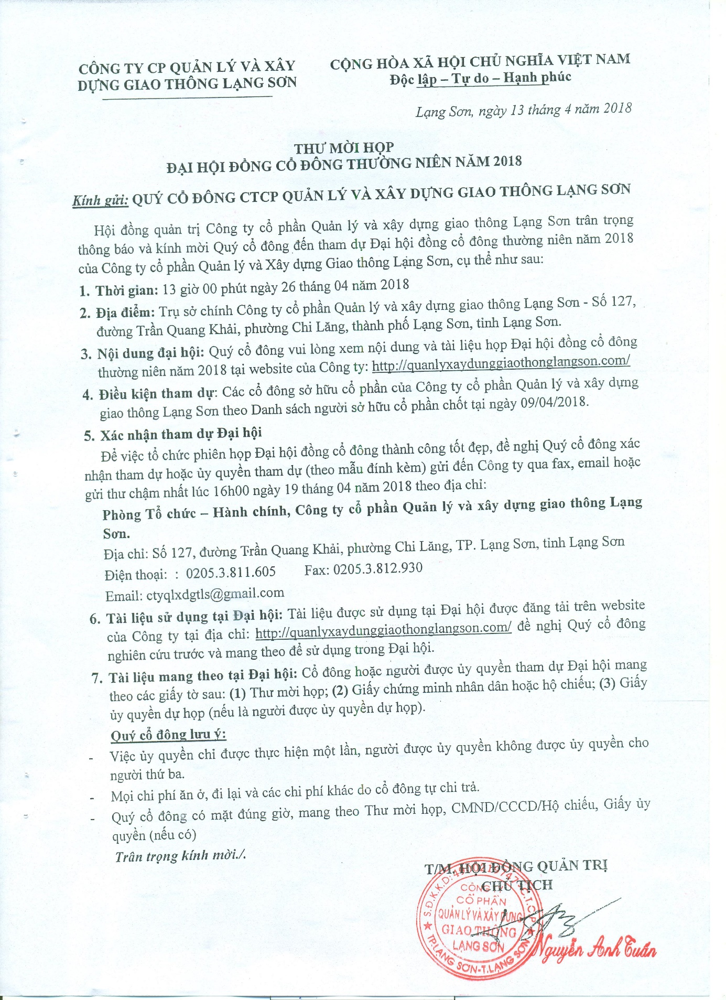 CÔNG TY CP QUẢN LÝ VÀ XÂY
DỰNG GIAO THÔNG LẠNG SƠN
CỘNG HÒA XÃ HỘI CHỦ NGHĨA VIỆT NAM
Độc lập – Tự do – Hạnh phúc
Lạng Sơn, ngày 13 tháng 4 năm 2018
THƯ MỜI HỌP
ĐẠI HỘI ĐỒNG CỔ ĐÔNG THƯỜNG NIÊN NĂM 2018
Kính gửi: QUÝ CỔ ĐÔNG CTCP QUẢN LÝ VÀ XÂY DỰNG GIAO THÔNG LẠNG SƠN
Hội đồng quản trị Công ty cổ phần Quản lý và xây dựng giao thông Lạng Sơn trân trọng
thông báo và kính mời Quý cổ đông đến tham dự Đại hội đồng cổ đông thường niên năm 2018
của Công ty cổ phần Quản lý và Xây dựng Giao thông Lạng Sơn, cụ thể như sau:
1. Thời gian: 13 giờ 00 phút ngày 26 tháng 04 năm 2018
2. Địa điểm: Trụ sở chính Công ty cổ phần Quản lý và xây dựng giao thông Lạng Sơn - Số 127,
đường Trần Quang Khải, phường Chi Lăng, thành phố Lạng Sơn, tỉnh Lạng Sơn.
3. Nội dung đại hội: Quý cổ đông vui lòng xem nội dung và tài liệu họp Đại hội đồng cổ đông
thường niên năm 2018 tại website của Công ty: http://quanlyxaydunggiaothonglangson.com/
4. Điều kiện tham dự: Các cổ đông sở hữu cổ phần của Công ty cổ phần Quản lý và xây dựng
giao thông Lạng Sơn theo Danh sách người sở hữu cổ phần chốt tại ngày 09/04/2018.
5. Xác nhận tham dự Đại hội
Để việc tổ chức phiên họp Đại hội đồng cổ đông thành công tốt đẹp, đề nghị Quý cổ đông xác
nhận tham dự hoặc ủy quyền tham dự (theo mẫu đính kèm) gửi đến Công ty qua fax, email hoặc
gửi thư chậm nhất lúc 16h00 ngày 19 tháng 04 năm 2018 theo địa chỉ:
Phòng Tổ chức – Hành chính, Công ty cổ phần Quản lý và xây dựng giao thông Lạng
Sơn.
Địa chỉ: Số 127, đường Trần Quang Khải, phường Chi Lăng, TP. Lạng Sơn, tỉnh Lạng Sơn
Điện thoại: : 0205.3.811.605 Fax: 0205.3.812.930
Email: ctyqlxdgtls@gmail.com
6. Tài liệu sử dụng tại Đại hội: Tài liệu được sử dụng tại Đại hội được đăng tải trên website
của Công ty tại địa chỉ: http://quanlyxaydunggiaothonglangson.com/ đề nghị Quý cổ đông
nghiên cứu trước và mang theo để sử dụng trong Đại hội.
7. Tài liệu mang theo tại Đại hội: Cổ đông hoặc người được ủy quyền tham dự Đại hội mang
theo các giấy tờ sau: (1) Thư mời họp; (2) Giấy chứng minh nhân dân hoặc hộ chiếu; (3) Giấy
ủy quyền dự họp (nếu là người được ủy quyền dự họp).
Quý cổ đông lưu ý:
- Việc ủy quyền chỉ được thực hiện một lần, người được ủy quyền không được ủy quyền cho
người thứ ba.
- Mọi chi phí ăn ở, đi lại và các chi phí khác do cổ đông tự chi trả.
- Quý cổ đông có mặt đúng giờ, mang theo Thư mời họp, CMND/CCCD/Hộ chiếu, Giấy ủy
quyền (nếu có)
Trân trọng kính mời./.
T/M. HỘI ĐỒNG QUẢN TRỊ
CHỦ TỊCH
S.Đ.K.K.D: 4900219747-C.T.C.P
CÔNG TY
CỔ PHẦN
QUẢN LÝ VÀ XÂY DỰNG
GIAO THÔNG
LẠNG SƠN
TP.LẠNG SƠN-T.LẠNG SƠN
Nguyễn Anh Tuấn